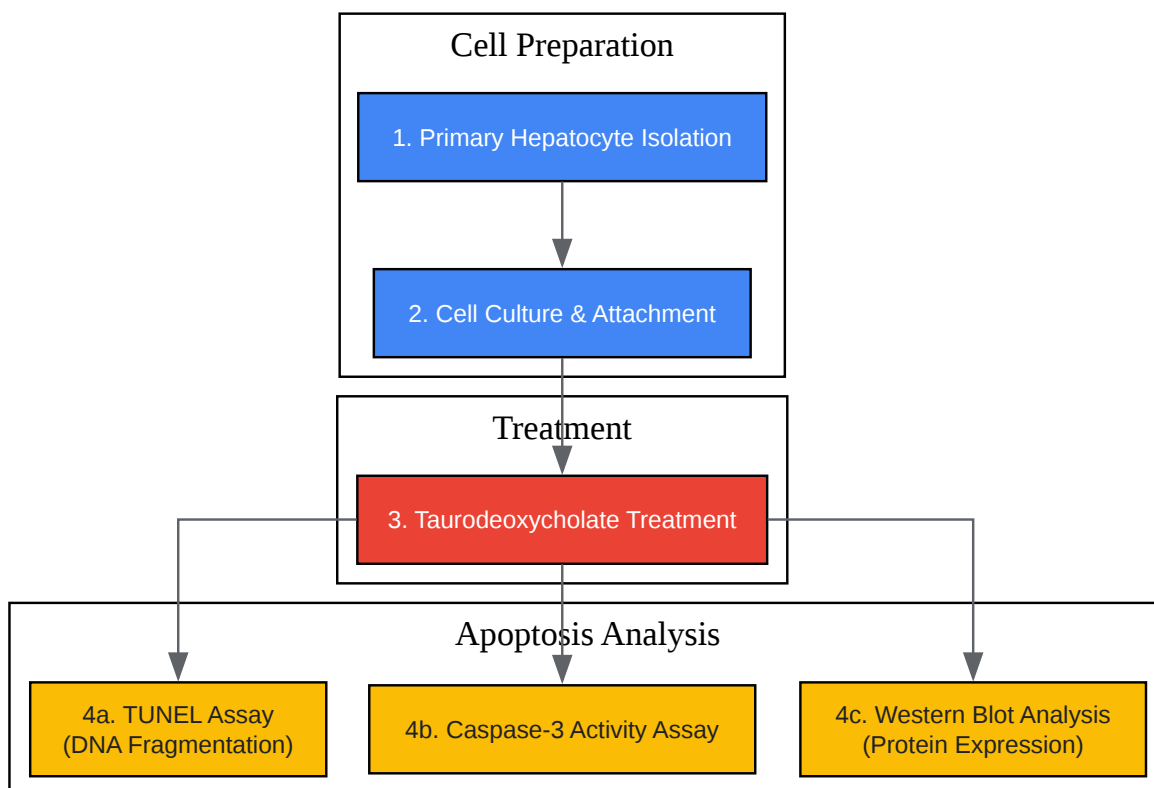 Cell Preparation
1. Primary Hepatocyte Isolation
2. Cell Culture & Attachment
Treatment
3. Taurodeoxycholate Treatment
Apoptosis Analysis
4a. TUNEL Assay
(DNA Fragmentation)
4b. Caspase-3 Activity Assay
4c. Western Blot Analysis
(Protein Expression)